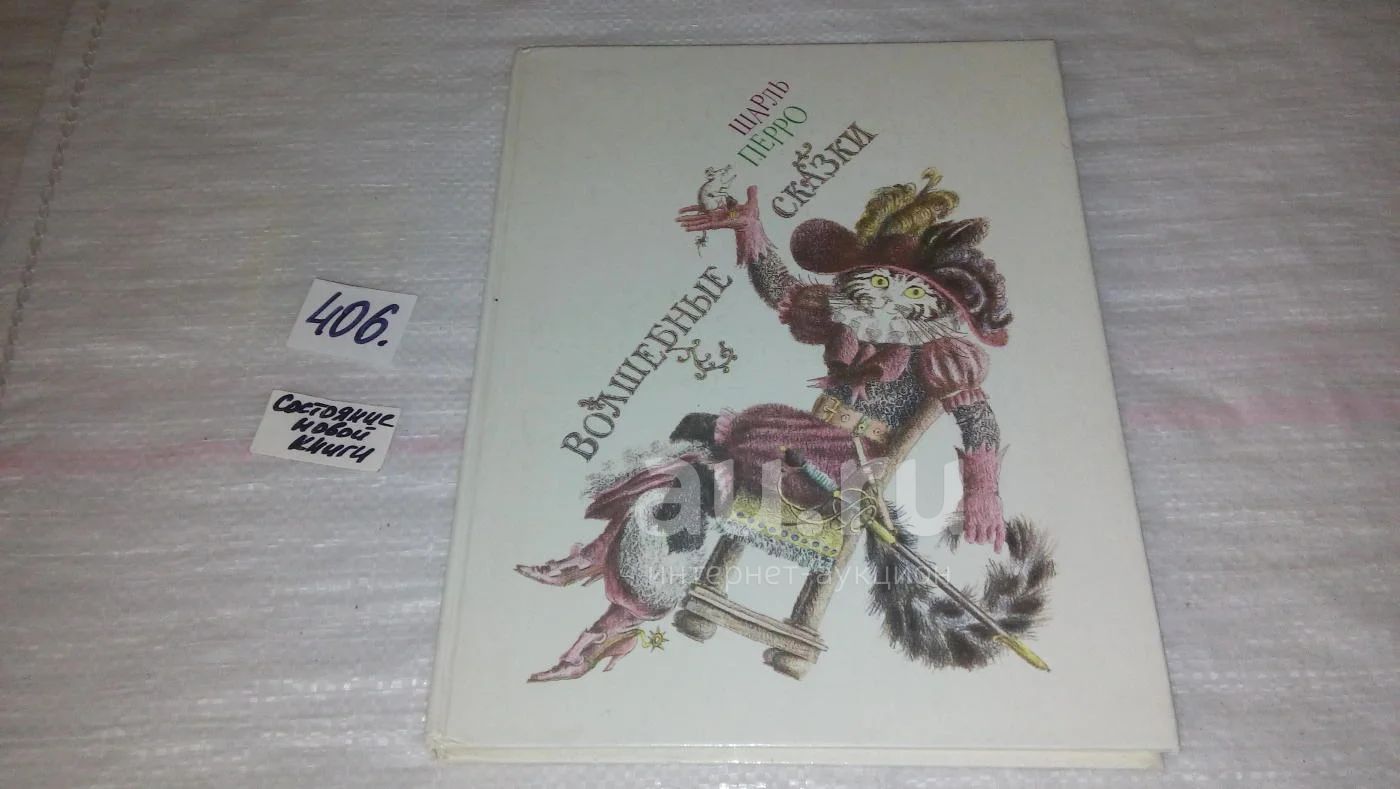 ШАРЛЬ
ПЕРРО
ВОЛШЕБНЫЕ
СКАЗКИ
406.
Состояние
новой
книги
au.ru
интернет-аукцион